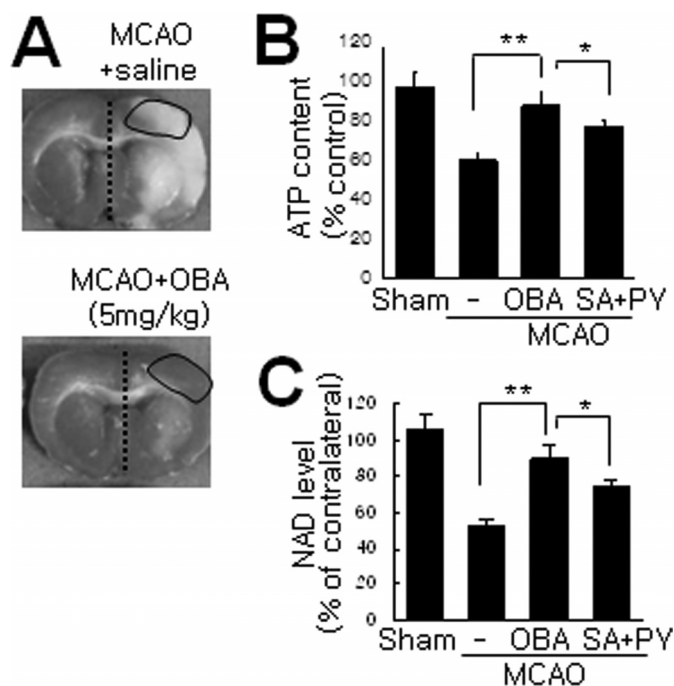 A
MCAO
+saline
MCAO+OBA
(5mg/kg)
B
ATP content
(% control)
120
100
80
60
40
20
0
**
*
Sham
-
OBA
SA+PY
MCAO
C
NAD level
(% of contralateral)
120
100
80
60
40
20
0
**
*
Sham
-
OBA
SA+PY
MCAO